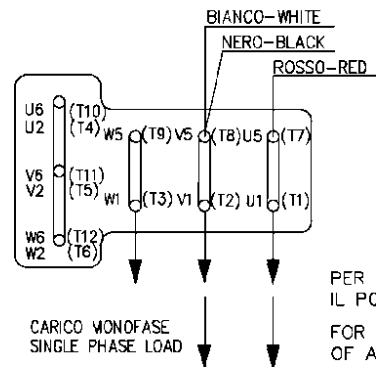 BIANCO-WHITE
NERO-BLACK
ROSSO-RED
U6 (T10)
U2 (T4)
W5 (T9) V5 (T8) U5 (T7)
V6 (T11)
V2 (T5)
W1 (T3) V1 (T2) U1 (T1)
W6 (T12
W2 (T6)
PER
IL PO
CARICO MONOFASE
SINGLE PHASE LOAD
FOR
OF A